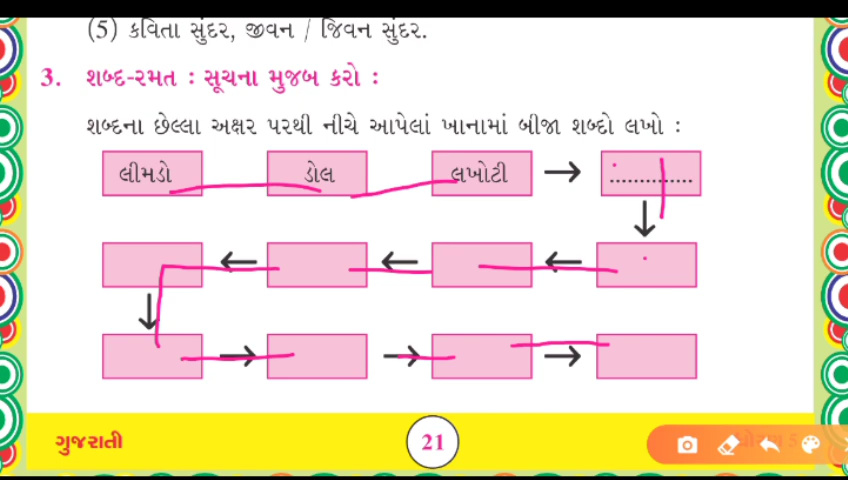 (5) કવિતા સુંદર, જીવન / જિવન સુંદર.
3. શબ્દ-રમત : સૂચના મુજબ કરો :
શબ્દના છેલ્લા અક્ષર પરથી નીચે આપેલાં ખાનામાં બીજા શબ્દો લખો :
લીમડો ડોલ લખોટી → ..............
ગુજરાતી 21